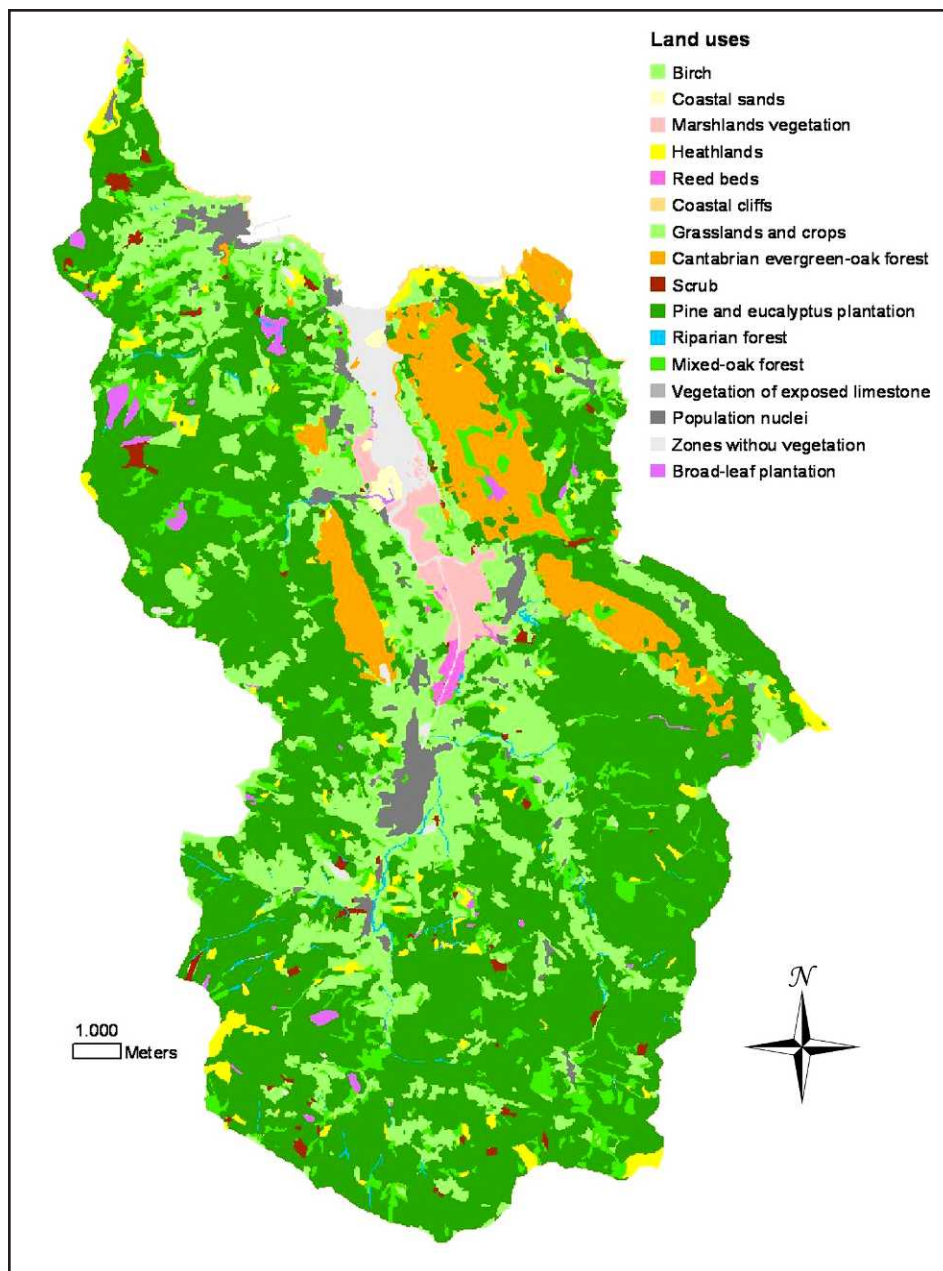 Land uses
Birch
Coastal sands
Marshlands vegetation
Heathlands
Reed beds
Coastal cliffs
Grasslands and crops
Cantabrian evergreen-oak forest
Scrub
Pine and eucalyptus plantation
Riparian forest
Mixed-oak forest
Vegetation of exposed limestone
Population nuclei
Zones withou vegetation
Broad-leaf plantation
N
1.000
Meters